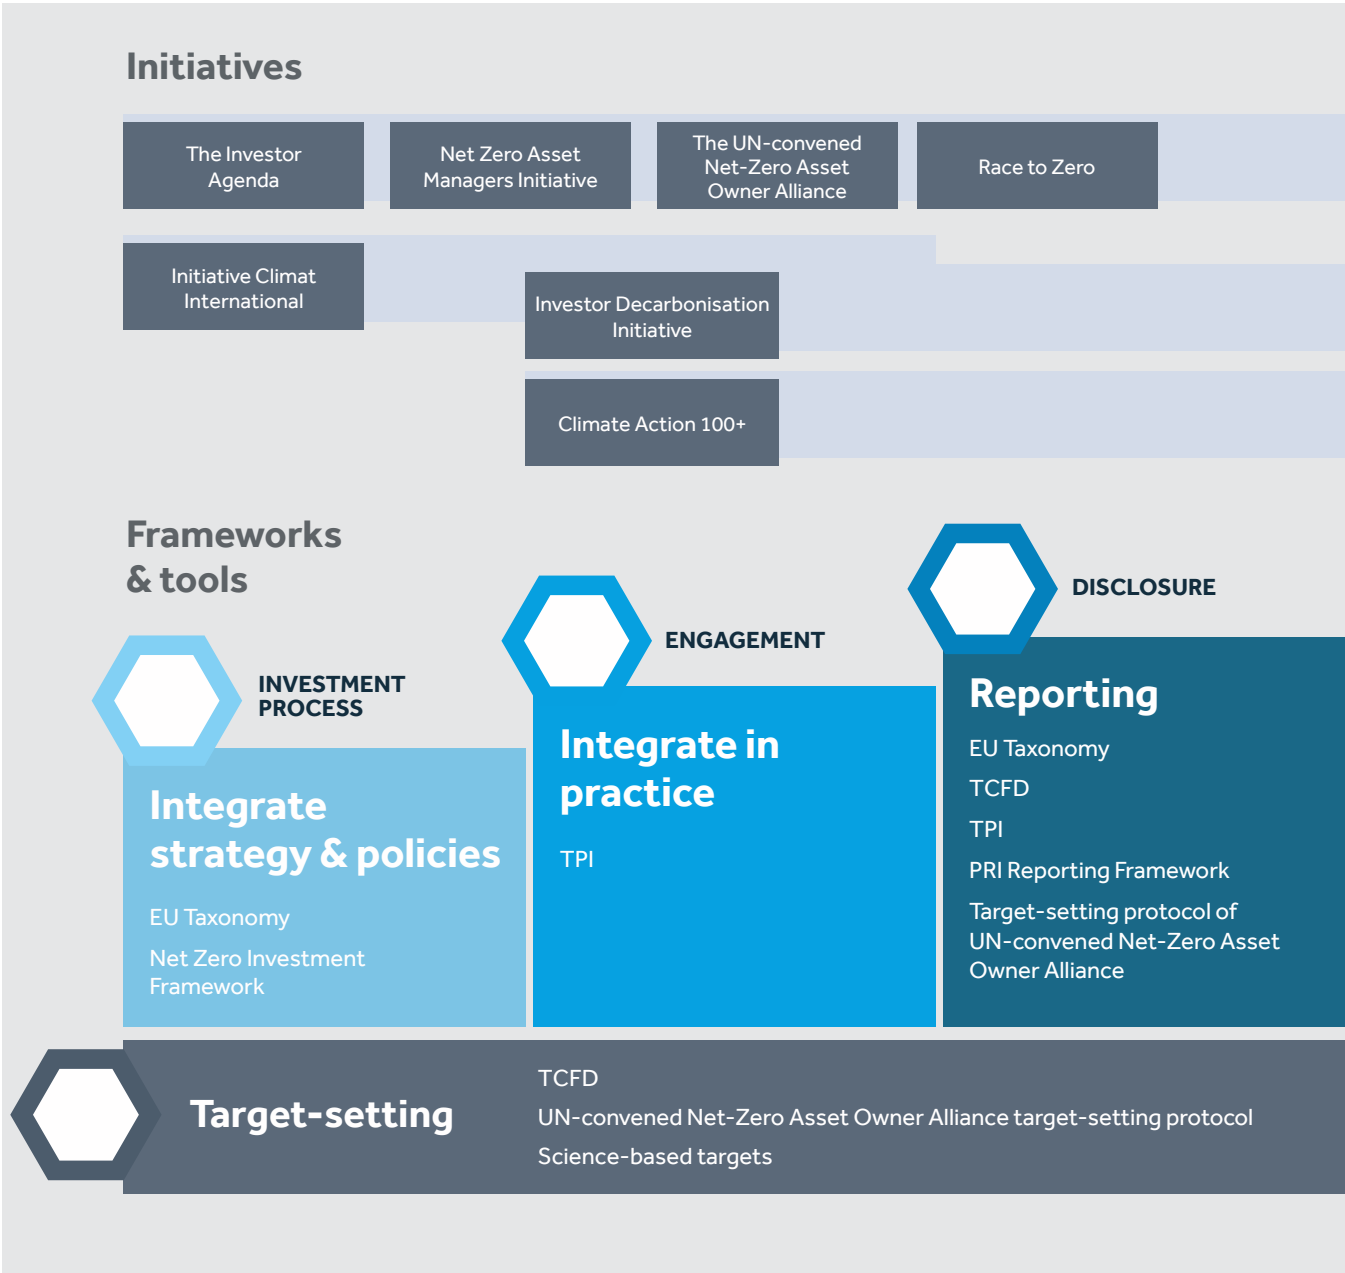 Initiatives
The Investor
Agenda
Net Zero Asset
Managers Initiative
The UN-convened
Net-Zero Asset
Owner Alliance
Race to Zero
Initiative Climat
International
Investor Decarbonisation
Initiative
Climate Action 100+
Frameworks
& tools
INVESTMENT
PROCESS
Integrate
strategy & policies
EU Taxonomy
Net Zero Investment
Framework
ENGAGEMENT
Integrate in
practice
TPI
DISCLOSURE
Reporting
EU Taxonomy
TCFD
TPI
PRI Reporting Framework
Target-setting protocol of
UN-convened Net-Zero Asset
Owner Alliance
Target-setting
TCFD
UN-convened Net-Zero Asset Owner Alliance target-setting protocol
Science-based targets